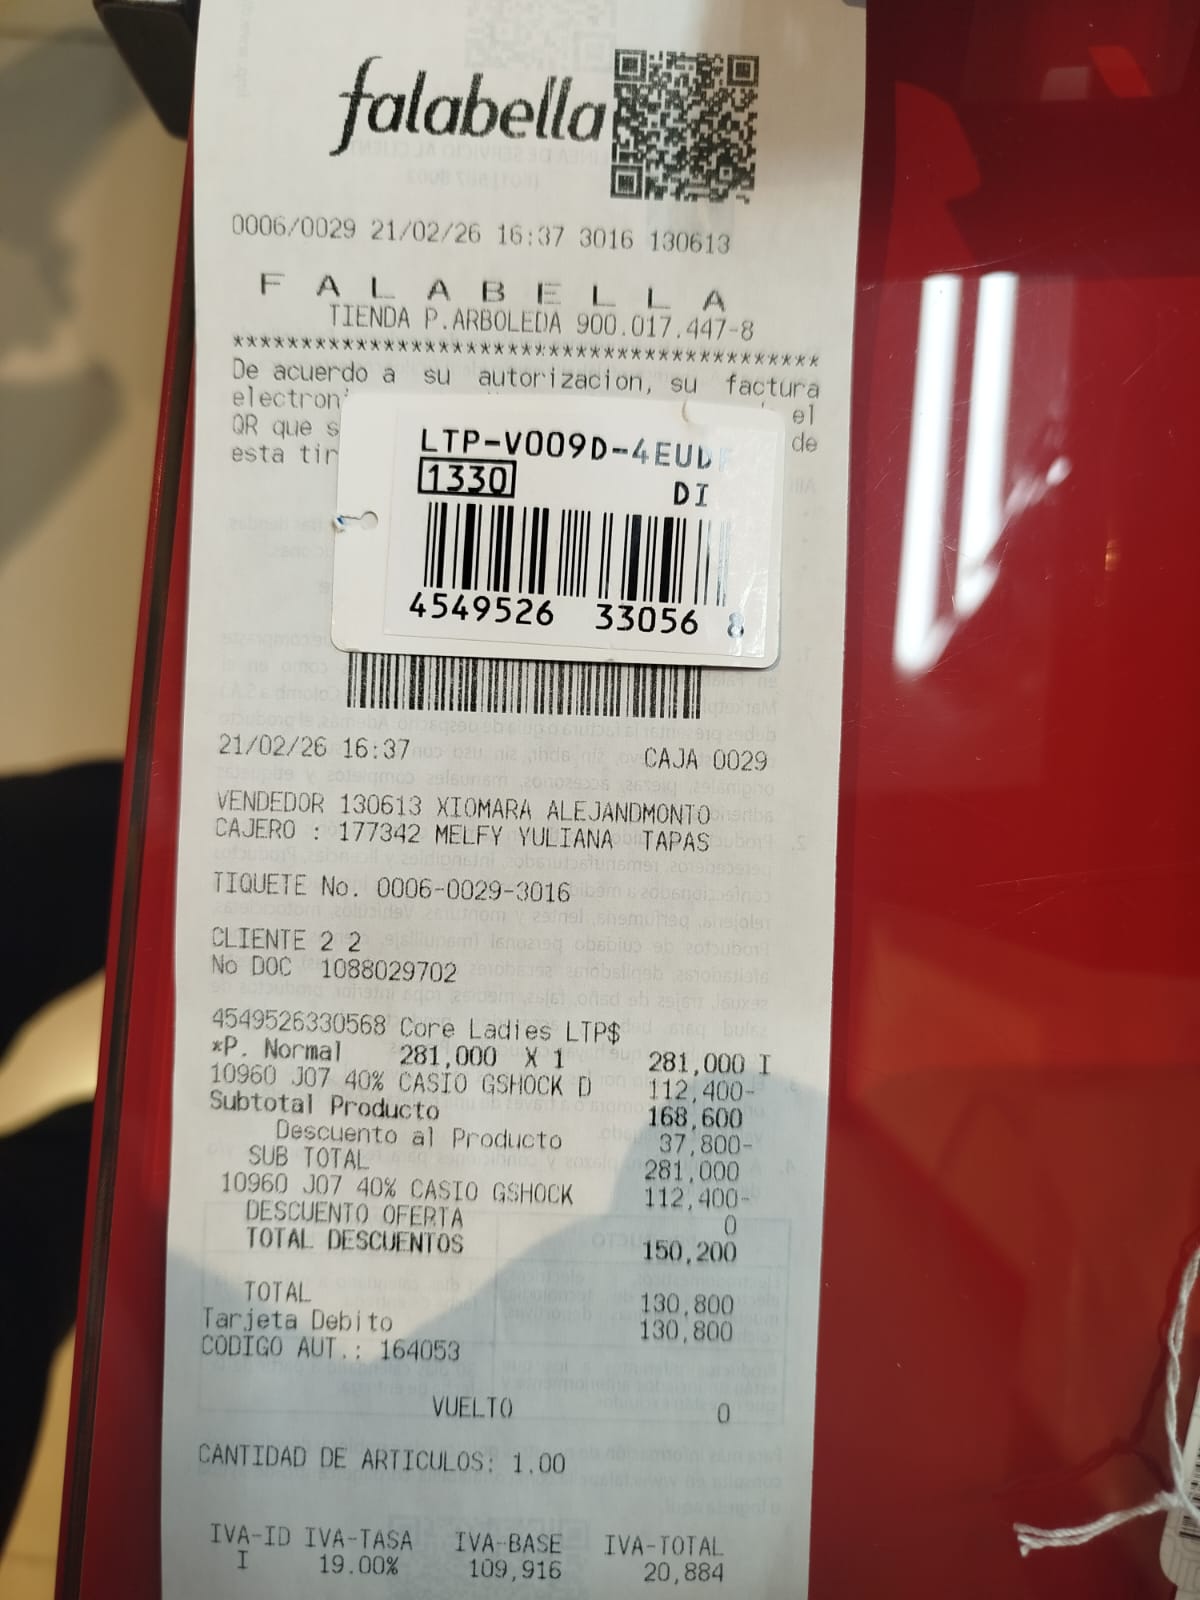 falabella
0006/0029 21/02/26 16:37 3016 130613
F A L A B E L L A
TIENDA P.ARBOLEDA 900.017.447-8
******************************************
De acuerdo a su autorizacion, su factura
el
QR que de
esta
LTP-V009D-4EUDF
1330
DI
4549526 33056 8
21/02/26 16:37 CAJA 0029
VENDEDOR 130613 XIOMARA ALEJANDMONTO
CAJERO : 177342 MELFY YULIANA TAPAS
TIQUETE No. 0006-0029-3016
CLIENTE 2 2
No DOC 1088029702
4549526330568 Core Ladies LTP$
*P. Normal 281,000 X 1 281,000 I
10960 J07 40% CASIO GSHOCK D 112,400-
Subtotal Producto 168,600
Descuento al Producto 37,800-
SUB TOTAL 281,000
10960 J07 40% CASIO GSHOCK 112,400-
DESCUENTO OFERTA 0
TOTAL DESCUENTOS 150,200
TOTAL 130,800
Tarjeta Debito 130,800
CODIGO AUT.: 164053
VUELTO 0
CANTIDAD DE ARTICULOS: 1.00
IVA-ID IVA-TASA IVA-BASE IVA-TOTAL
I 19.00% 109,916 20,884